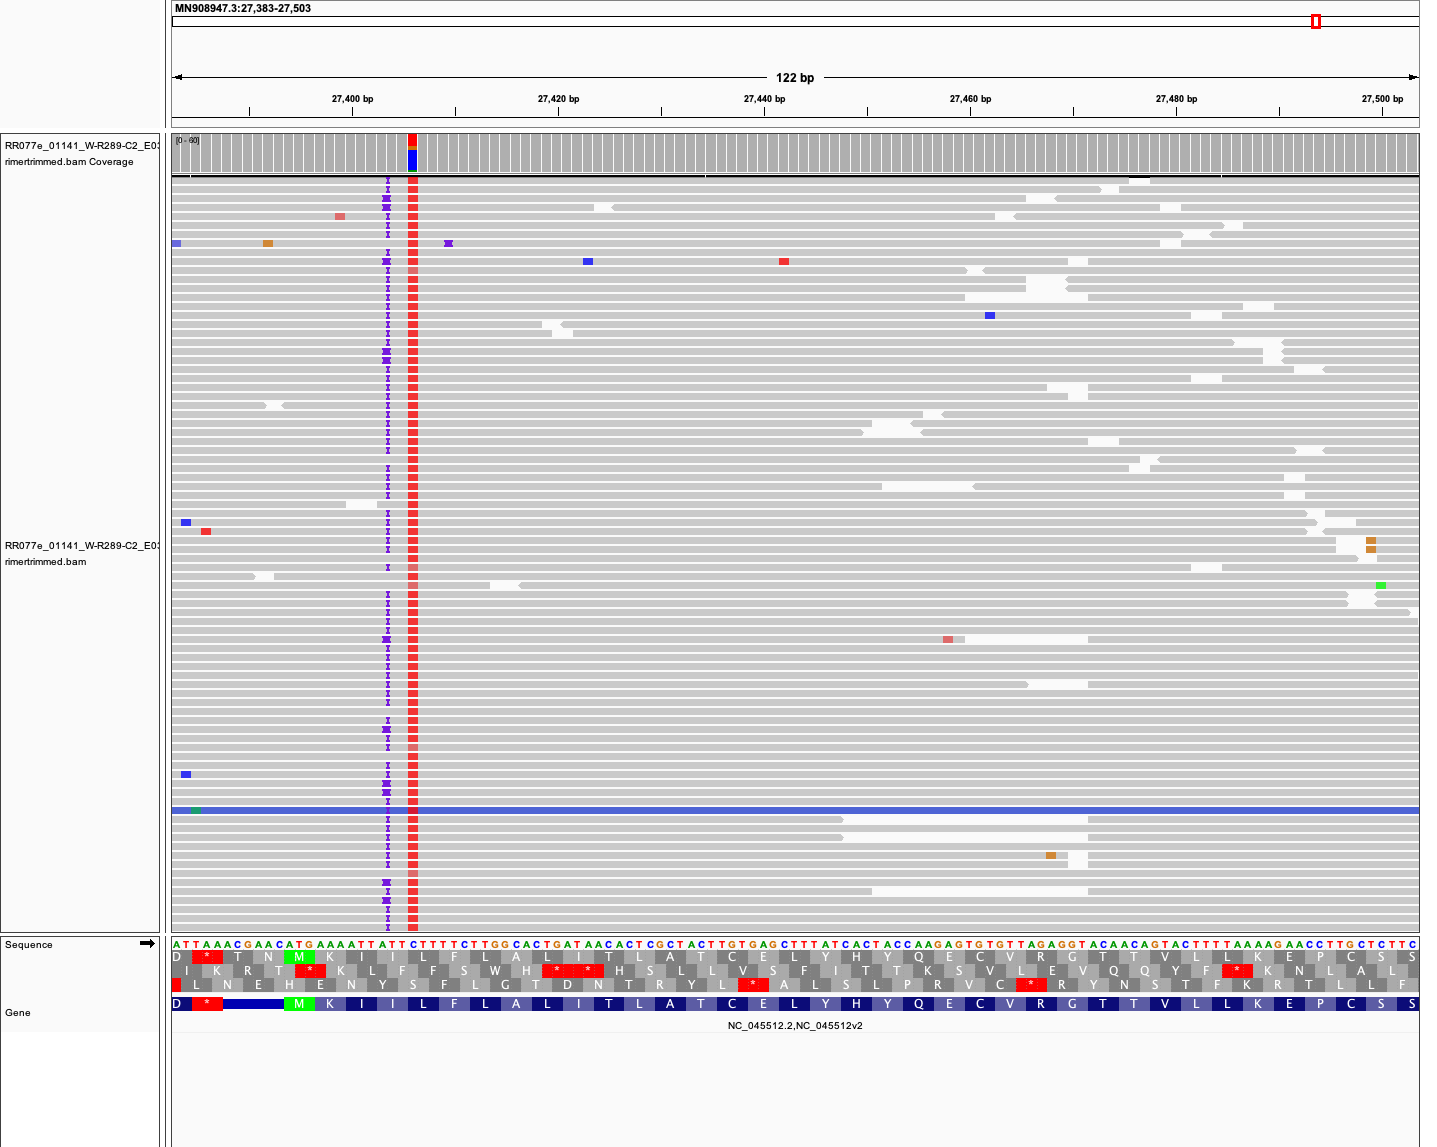 MN908947.3:27,383-27,503
122 bp
27,400 bp 27,420 bp 27,440 bp 27,460 bp 27,480 bp 27,500 bp
RR077e_01141_W-R289-C2_E03
rimertrimmed.bam Coverage
[0 - 60]
RR077e_01141_W-R289-C2_E03
rimertrimmed.bam
Sequence
ATTAAACGAACATGAAAATTATTCTTTTCTTGGCACTGATAACACTCGCTACTTGTGAGCTTTATCACTACCAAGAGTGTGTTAGAGGTACAACAGTACTTTTAAAAGAACCTTGCTCTTC
D * T N M K I I L F L A L I T L A T C E L Y H Y Q E C V R G T T V L L K E P C S S
I K R T * K L F F S W H * * H S L L V S F I T T K S V L E V Q Q Y F * K N L A L
L N E H E N Y S F L G T D N T R Y L * A L S L P R V C * R Y N S T F K R T L L F
Gene
D * M K I I L F L A L I T L A T C E L Y H Y Q E C V R G T T V L L K E P C S S
NC_045512.2,NC_045512v2